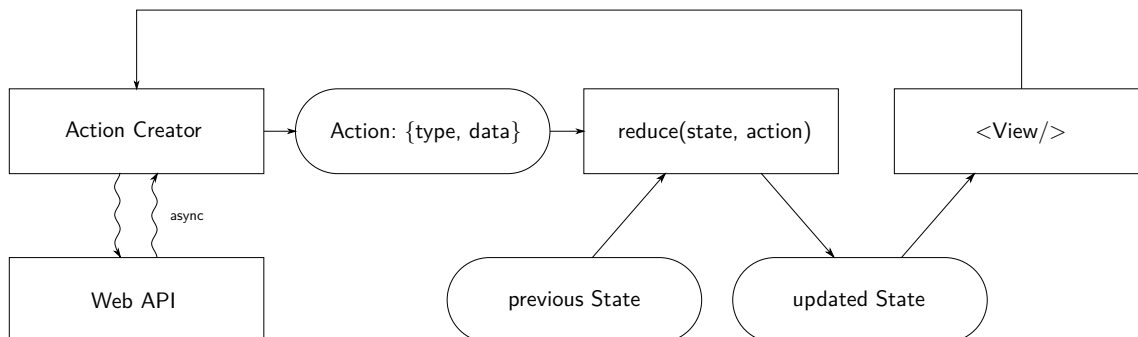 Action Creator
Action: {type, data}
reduce(state, action)
<View/>
async
Web API
previous State
updated State